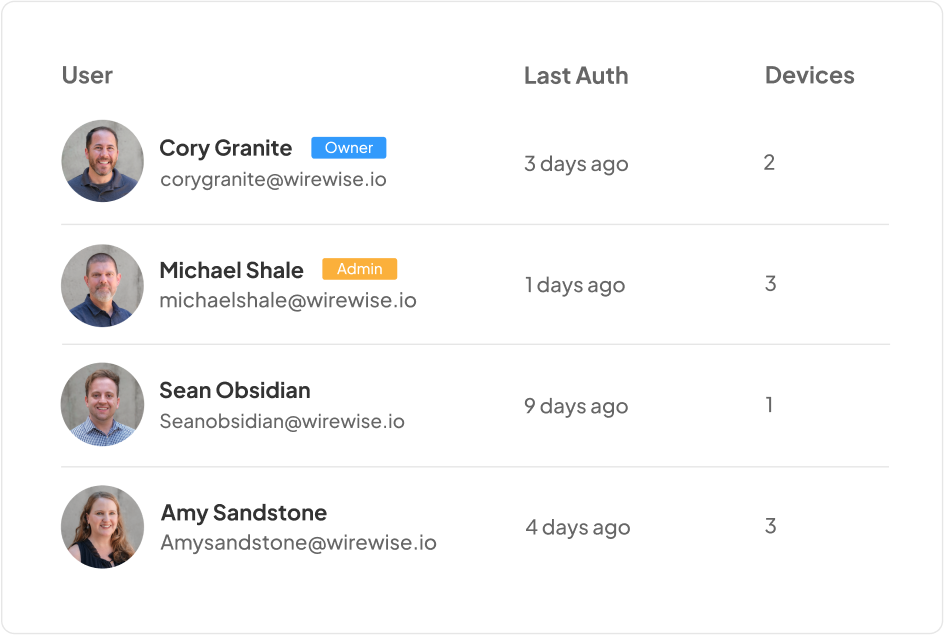 User Last Auth Devices
Cory Granite Owner
corygranite@wirewise.io
3 days ago
2
Michael Shale Admin
michaelshale@wirewise.io
1 days ago
3
Sean Obsidian
Seanobsidian@wirewise.io
9 days ago
1
Amy Sandstone
Amysandstone@wirewise.io
4 days ago
3